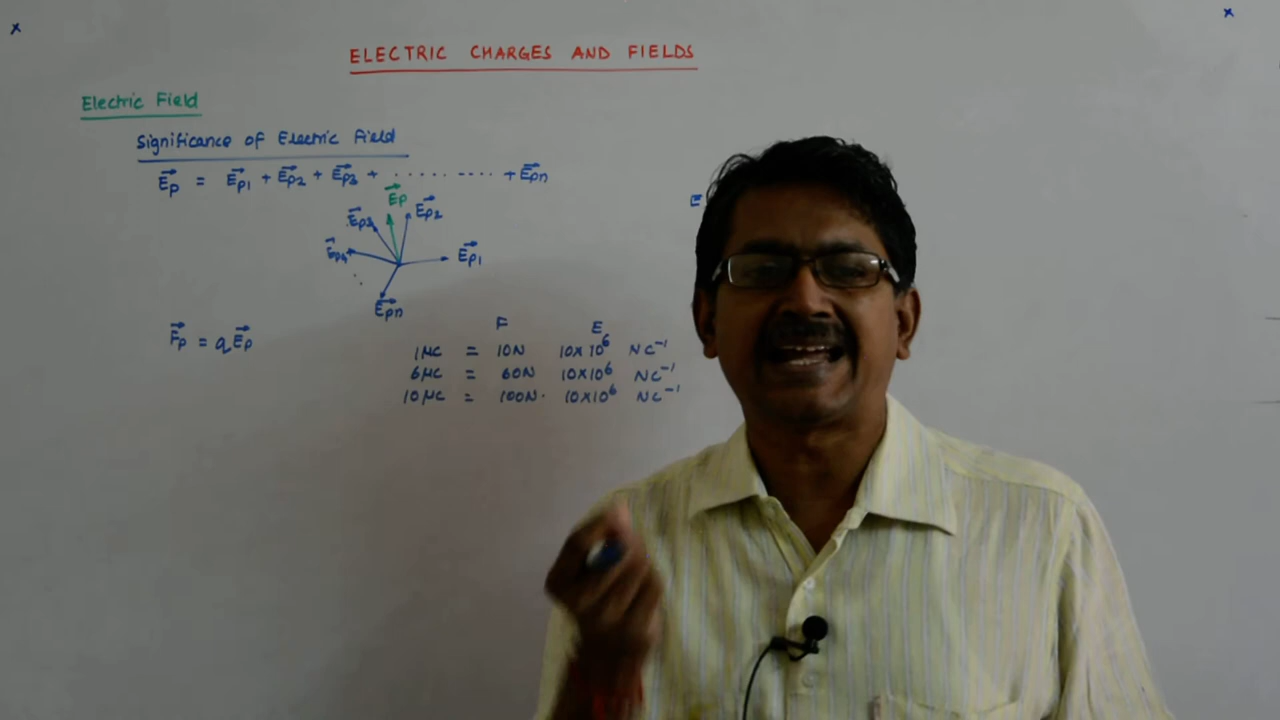 x x
ELECTRIC CHARGES AND FIELDS
Electric Field
Significance of Electric Field
E⃗p = E⃗p1 + E⃗p2 + E⃗p3 + ........... + E⃗pn
E⃗p
E⃗p3 E⃗p2
E
E⃗p4 E⃗p1
E⃗pn
F⃗p = qE⃗p
F E
1μC = 10N 10×10⁶ NC⁻¹
6μC = 60N 10×10⁶ NC⁻¹
10μC = 100N. 10×10⁶ NC⁻¹